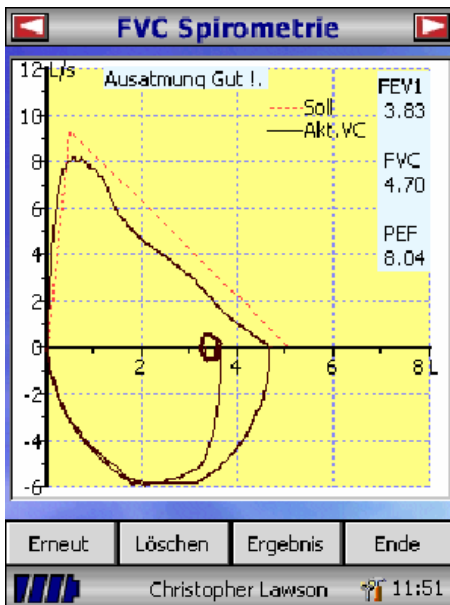 FVC Spirometrie
12 L/s
Ausatmung Gut !.
FEV1
3.83
Soll
Akt. VC
FVC
4.70
PEF
8.04
10
8
6
4
2
0
2 4 6 8 L
-2
-4
-6
Erneut Löschen Ergebnis Ende
Christopher Lawson 11:51